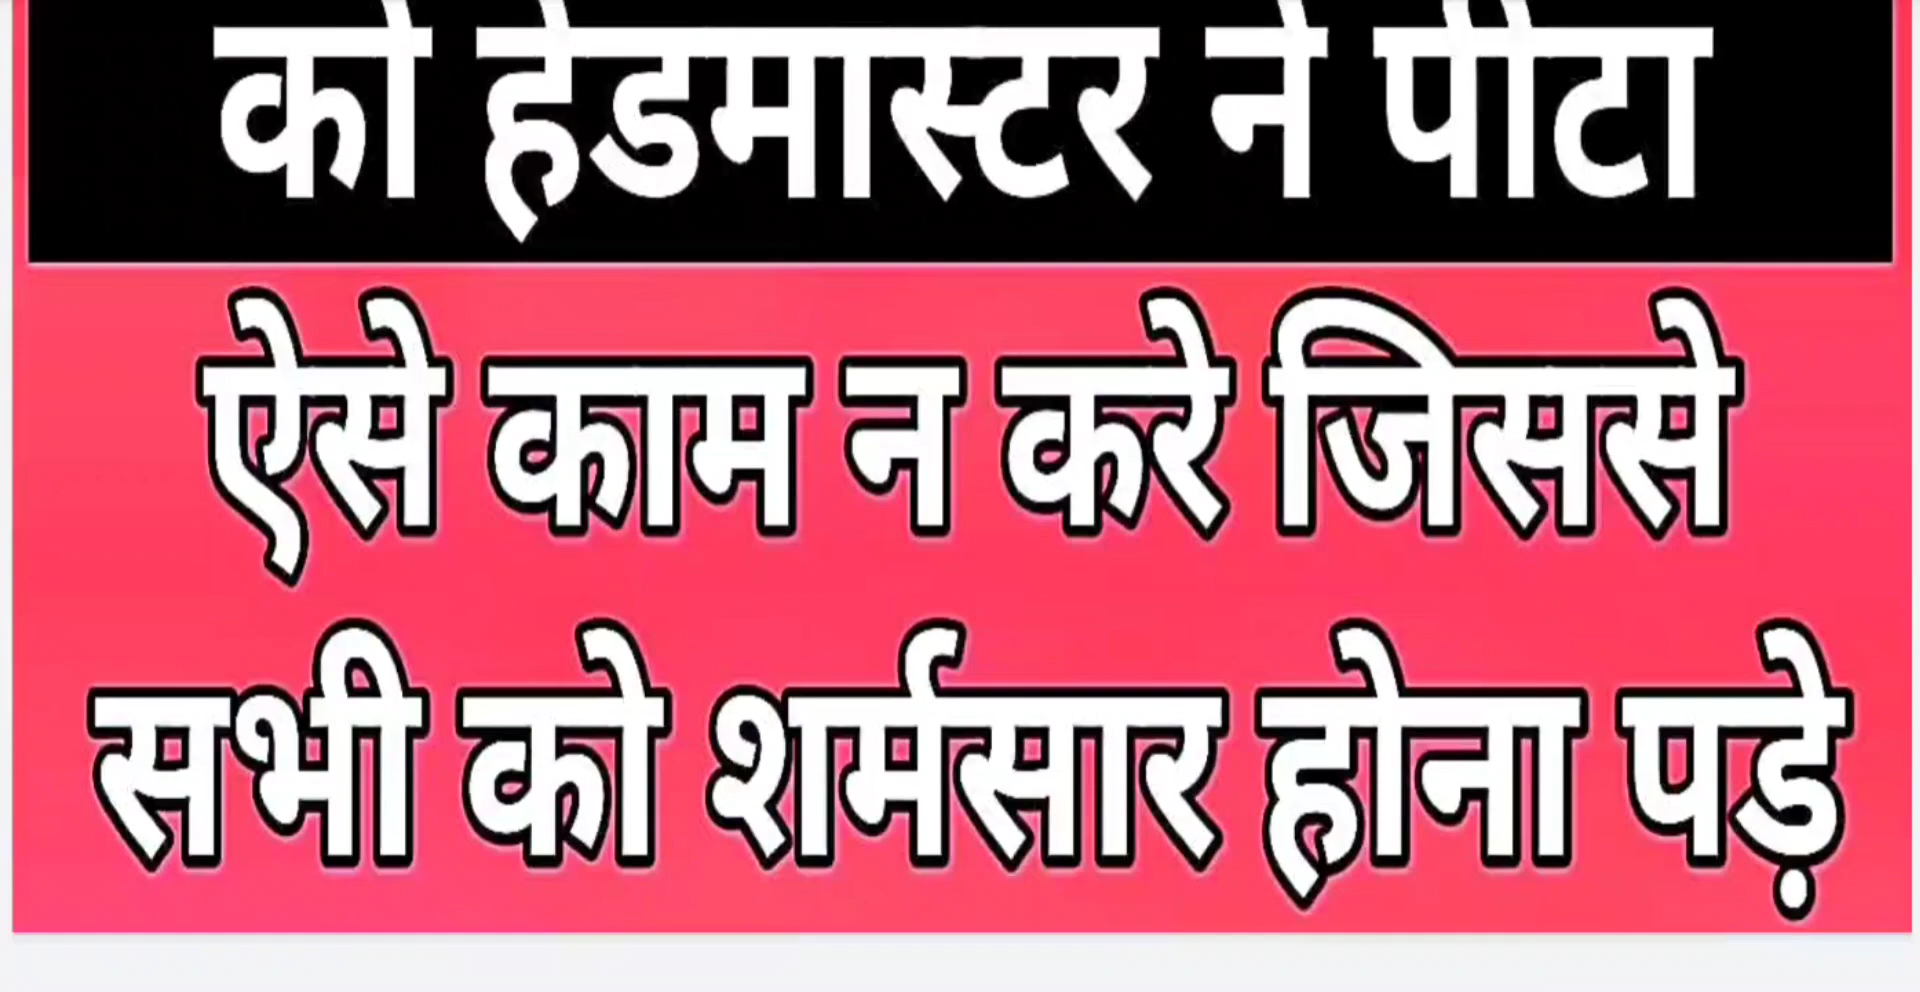 को हेडमास्टर ने पीटा
ऐसे काम न करे जिससे
सभी को शर्मसार होना पड़े